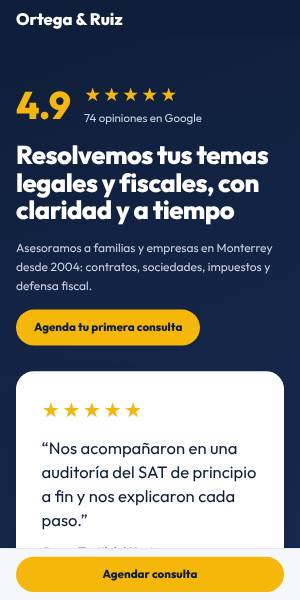 Ortega & Ruiz
4.9
74 opiniones en Google
Resolvemos tus temas
legales y fiscales, con
claridad y a tiempo
Asesoramos a familias y empresas en Monterrey
desde 2004: contratos, sociedades, impuestos y
defensa fiscal.
Agenda tu primera consulta
“Nos acompañaron en una
auditoría del SAT de principio
a fin y nos explicaron cada
paso.”
Agendar consulta